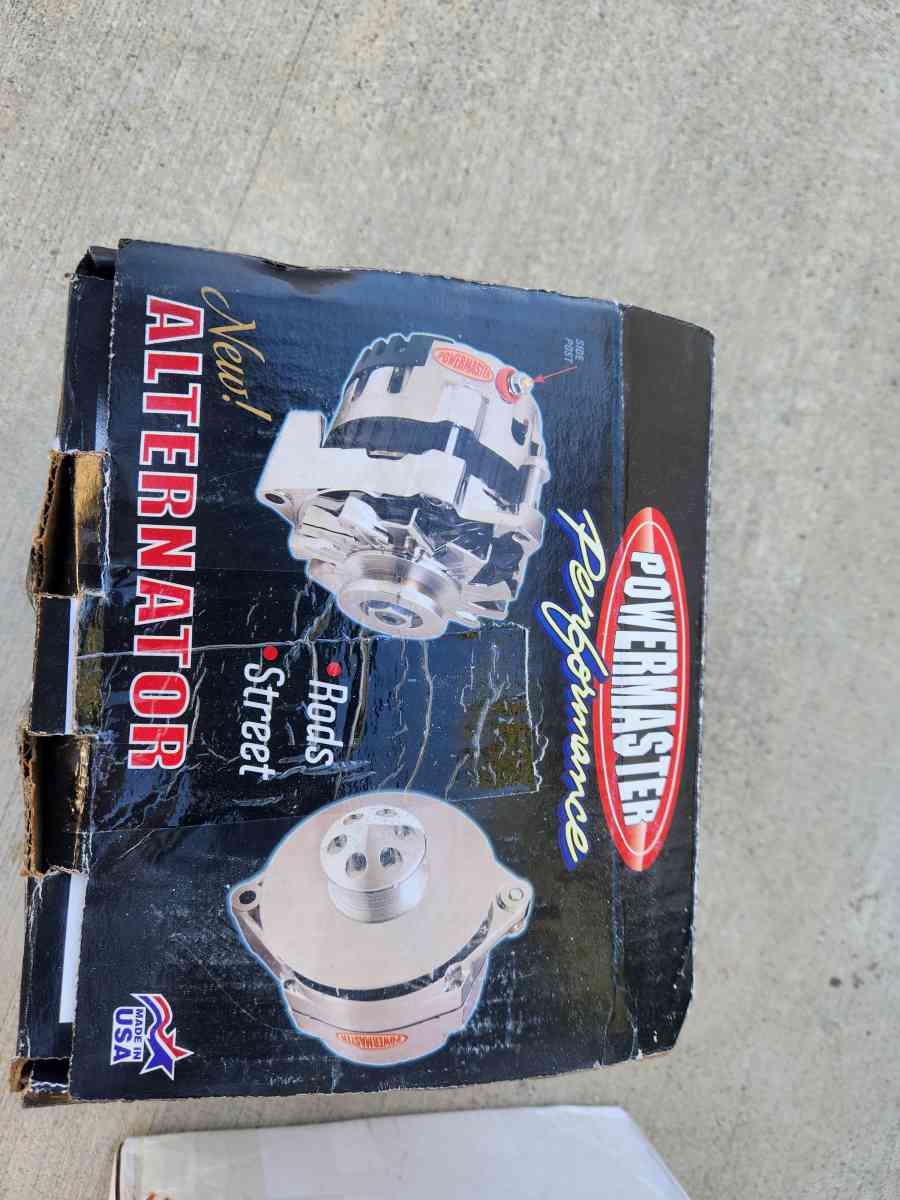 POWERMASTER
Performance
SIDE
POST
POWERMASTER
• Rods
• Street
POWERMASTER
New!
ALTERNATOR
MADE IN
USA